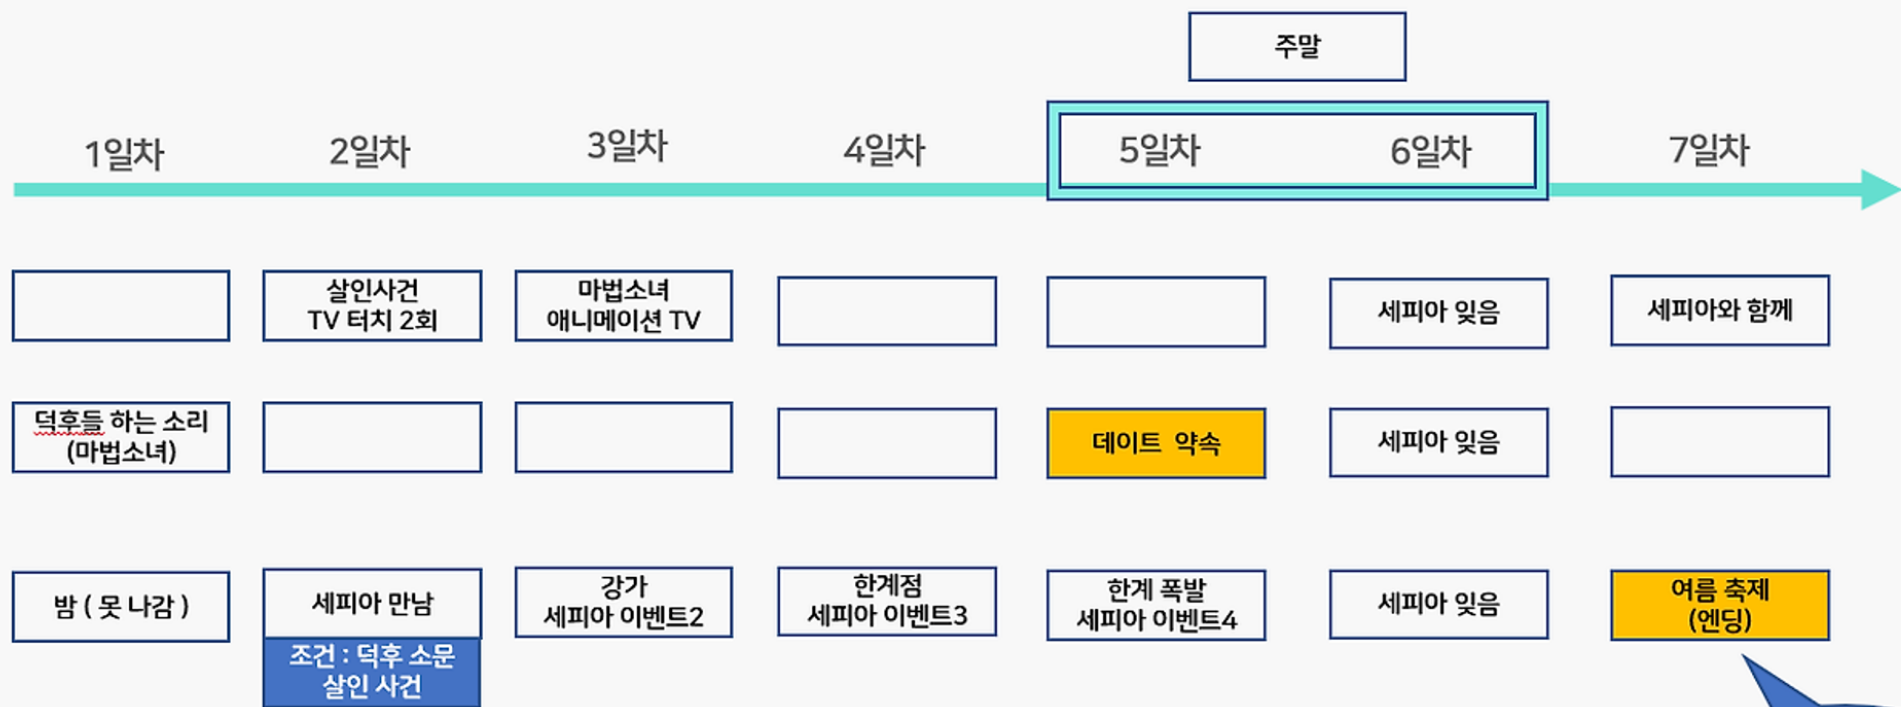 주말
1일차
2일차
3일차
4일차
5일차
6일차
7일차
살인사건
TV 터치 2회
마법소녀
애니메이션 TV
세피아 잊음
세피아와 함께
덕후들 하는 소리
(마법소녀)
데이트 약속
세피아 잊음
밤 ( 못 나감 )
세피아 만남
강가
세피아 이벤트2
한계점
세피아 이벤트3
한계 폭발
세피아 이벤트4
세피아 잊음
여름 축제
(엔딩)
조건 : 덕후 소문
살인 사건